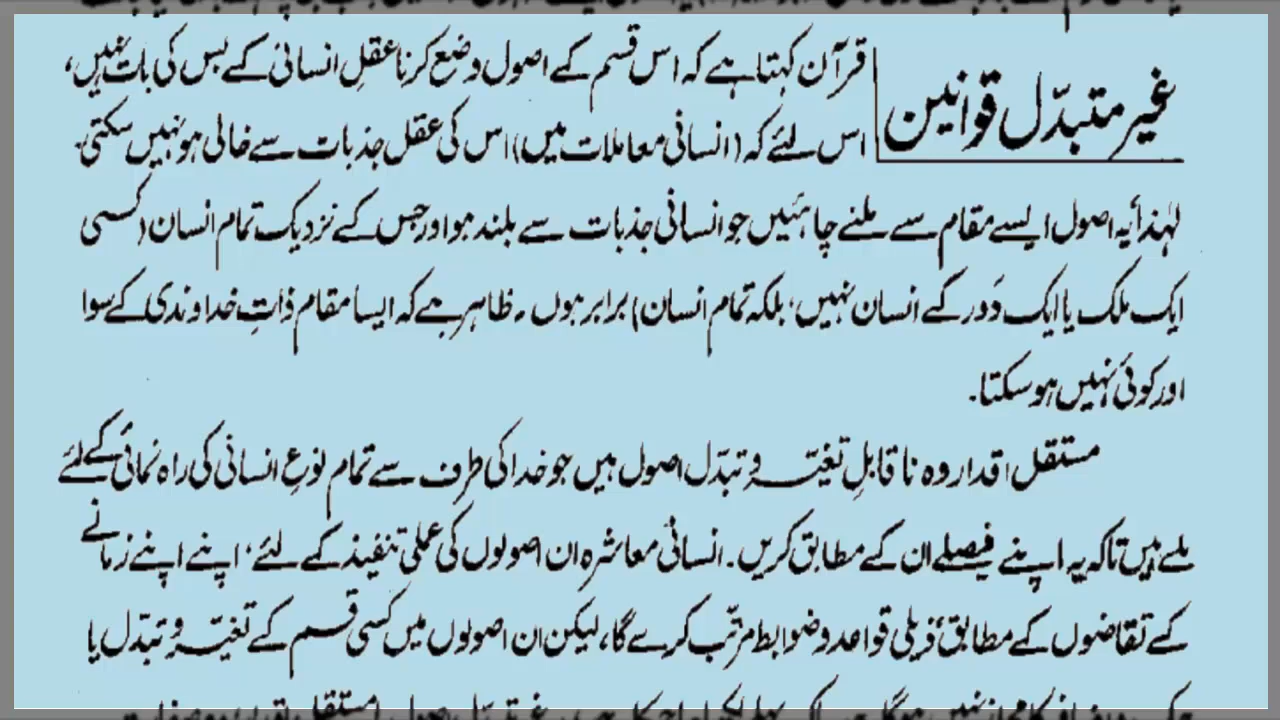 غیر متبدّل قوانین
قرآن کہتا ہے کہ اس قسم کے اصول وضع کرنا عقلِ انسانی کے بس کی بات نہیں،
اس لئے کہ (انسانی معاملات میں) اس کی عقل جذبات سے خالی ہو نہیں سکتی۔
لہٰذا یہ اصول ایسے مقام سے ملنے چاہئیں جو انسانی جذبات سے بلند ہو اور جس کے نزدیک تمام انسان (کسی
ایک ملک یا ایک دَور کے انسان نہیں، بلکہ تمام انسان) برابر ہوں۔ ظاہر ہے کہ ایسا مقام ذاتِ خداوندی کے سوا
اور کوئی نہیں ہو سکتا۔
مستقل اقدار وہ ناقابلِ تغیّر و تبدّل اصول ہیں جو خدا کی طرف سے تمام نوعِ انسانی کی راہ نمائی کے لئے
ملے ہیں تاکہ یہ اپنے فیصلے ان کے مطابق کریں۔ انسانی معاشرہ ان اصولوں کی عملی تنفیذ کے لئے، اپنے اپنے زمانے
کے تقاضوں کے مطابق ذیلی قواعد و ضوابط مرتّب کرے گا، لیکن ان اصولوں میں کسی قسم کے تغیّر و تبدّل یا